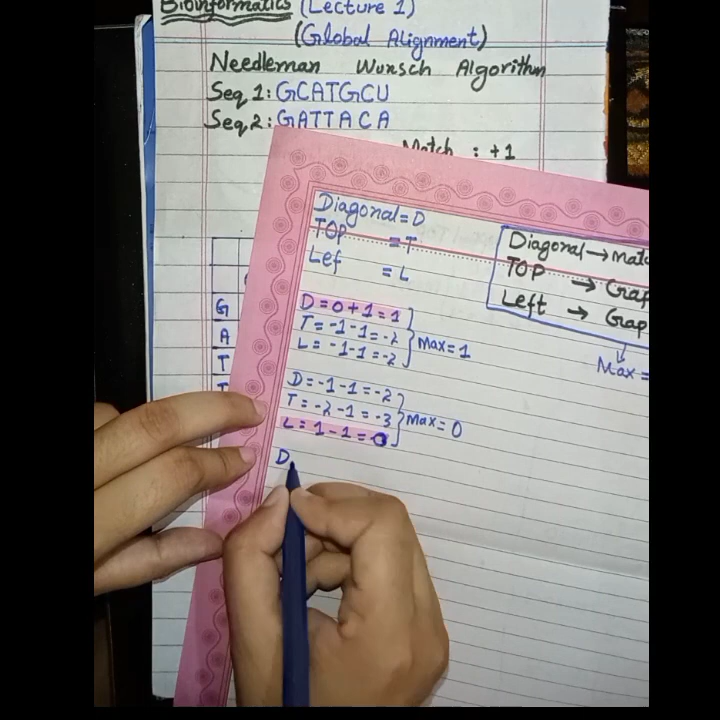 Bioinformatics (Lecture 1)
(Global Alignment)
Needleman Wunsch Algorithm
Seq 1: GCATGCU
Seq 2: GATTACA
Match : +1
Diagonal = D
TOP = T
Lef = L
Diagonal → Matc
TOP → Gap
Left → Gap
Max =
D = 0 + 1 = 1
T = -1 - 1 = -2
L = -1 - 1 = -2
Max = 1
D = -1 - 1 = -2
T = -2 - 1 = -3
L = 1 - 1 = 0
Max = 0
D
G
A
T